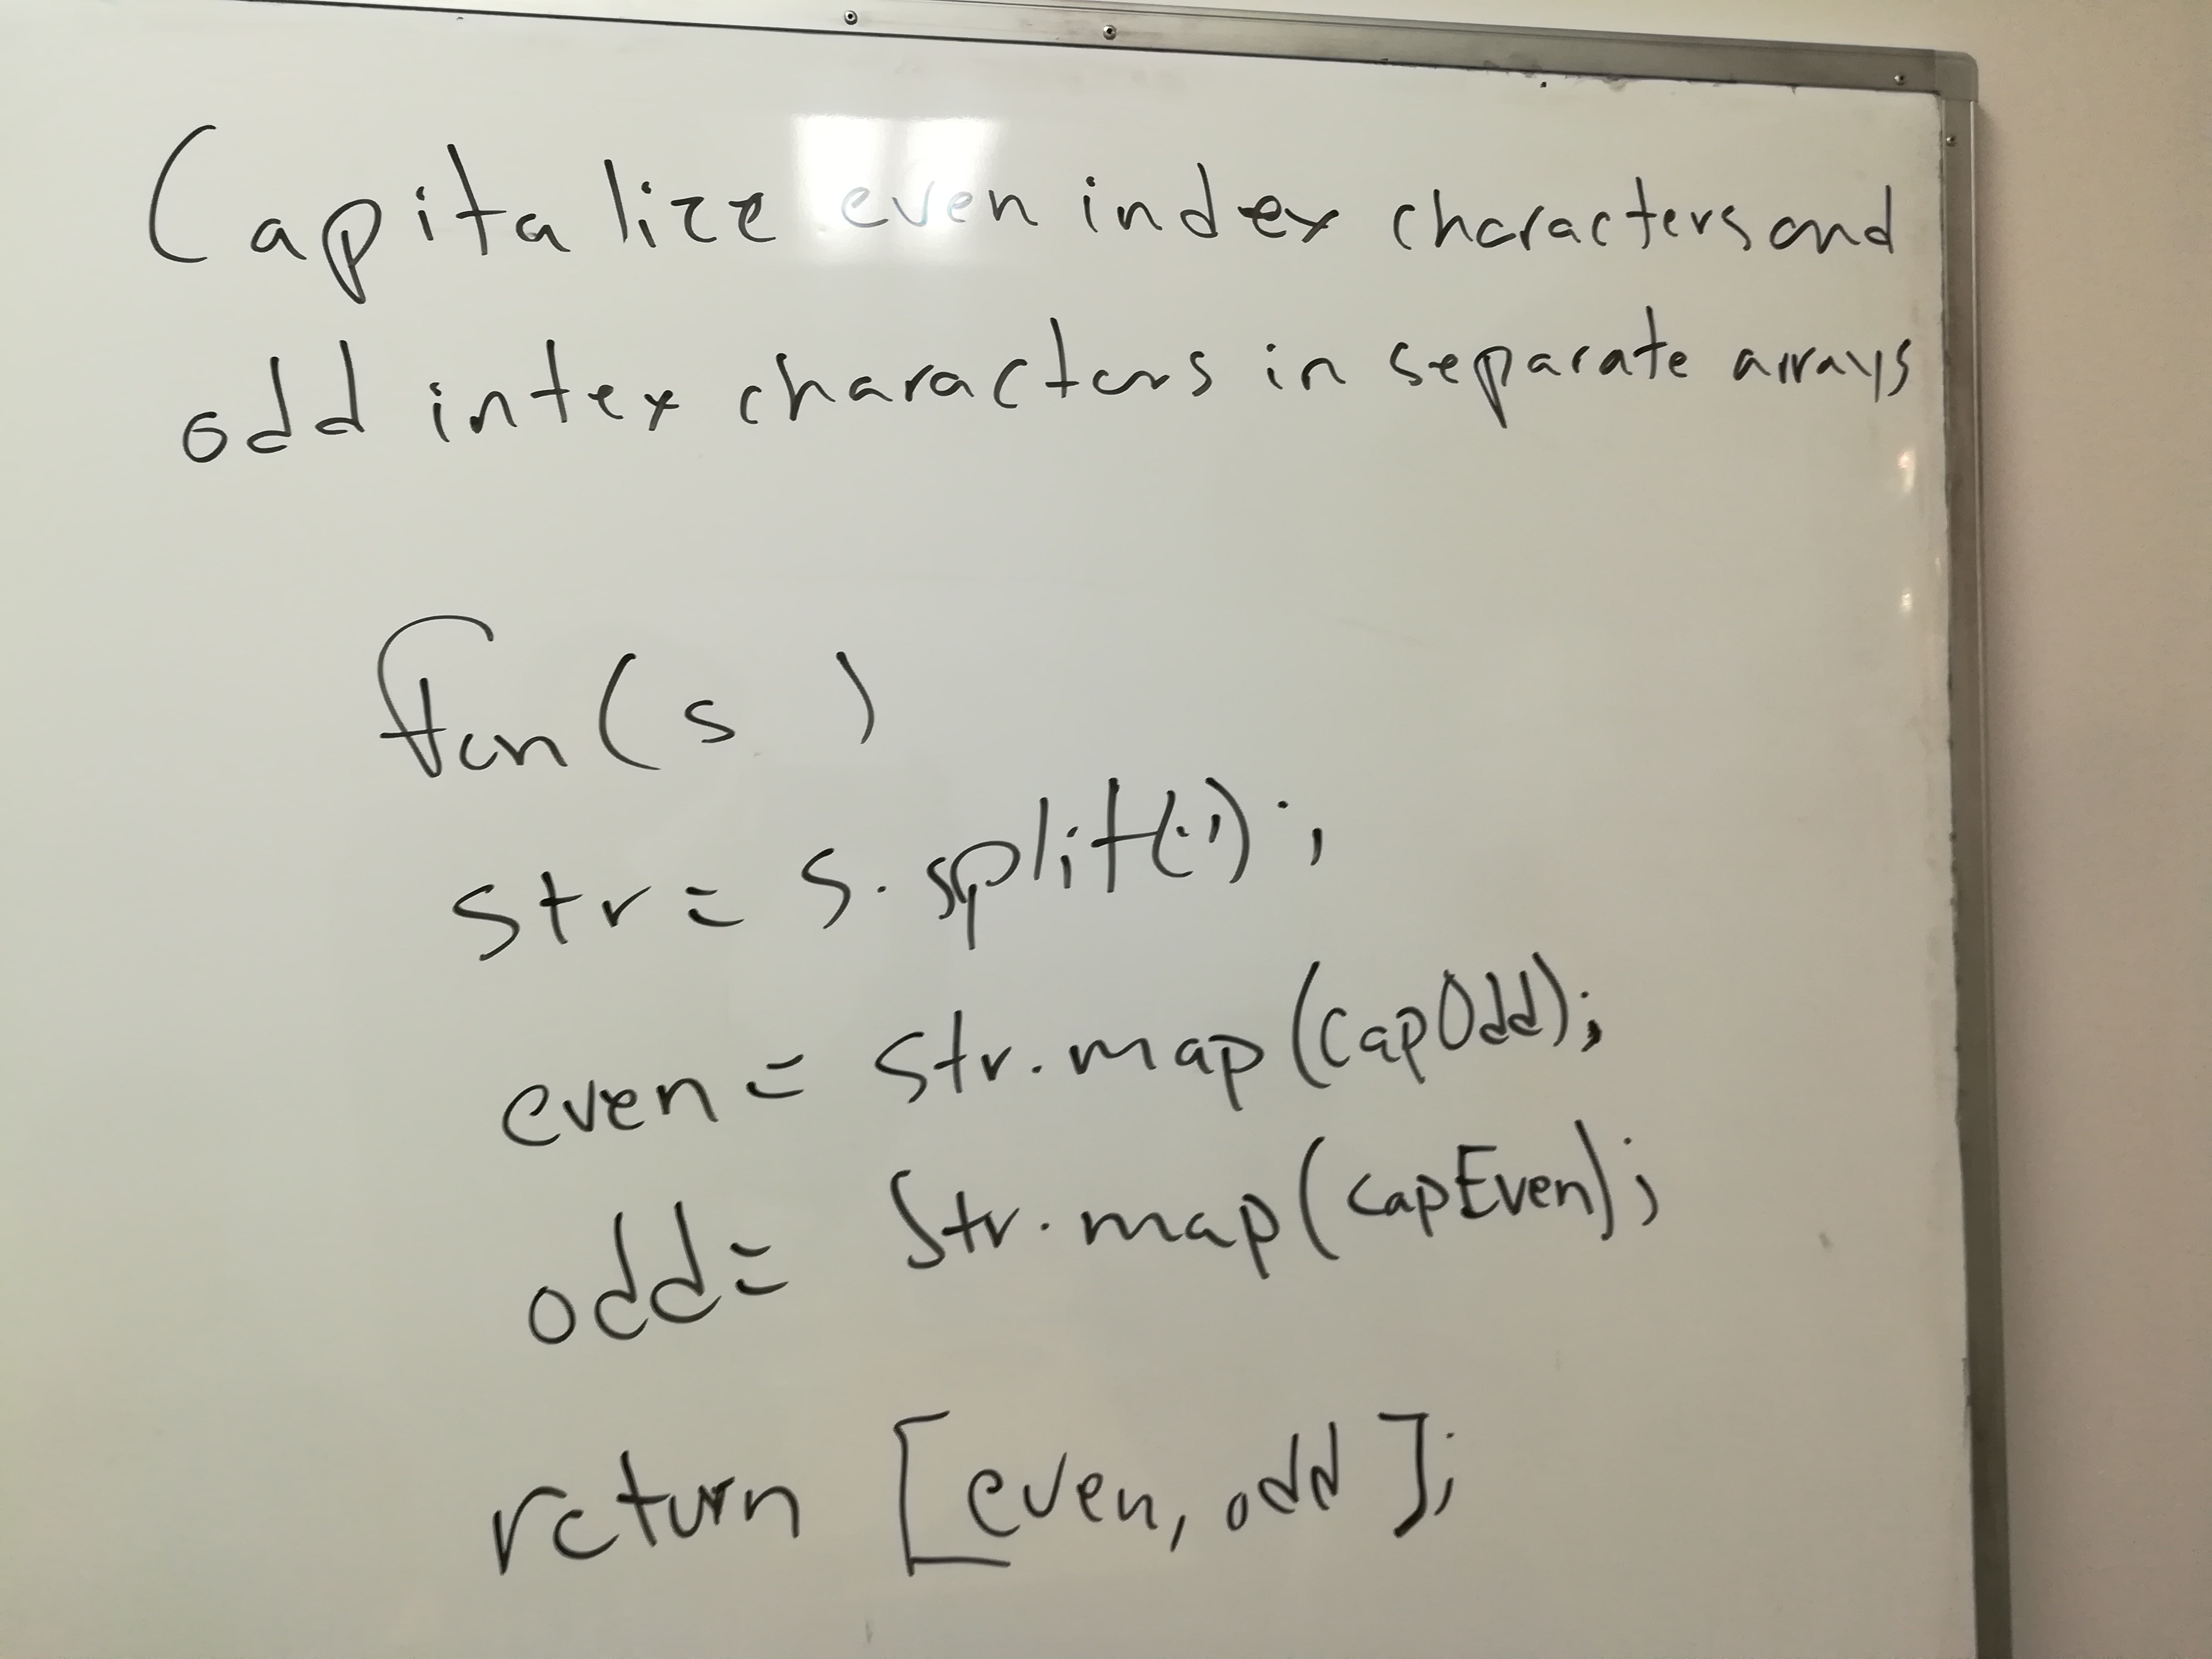 Capitalize even index characters and
odd intex characters in separate arrays
fcn(s )
str= s.split('');
even = str.map(capOdd);
odd= str.map(capEven);
return [even, odd];